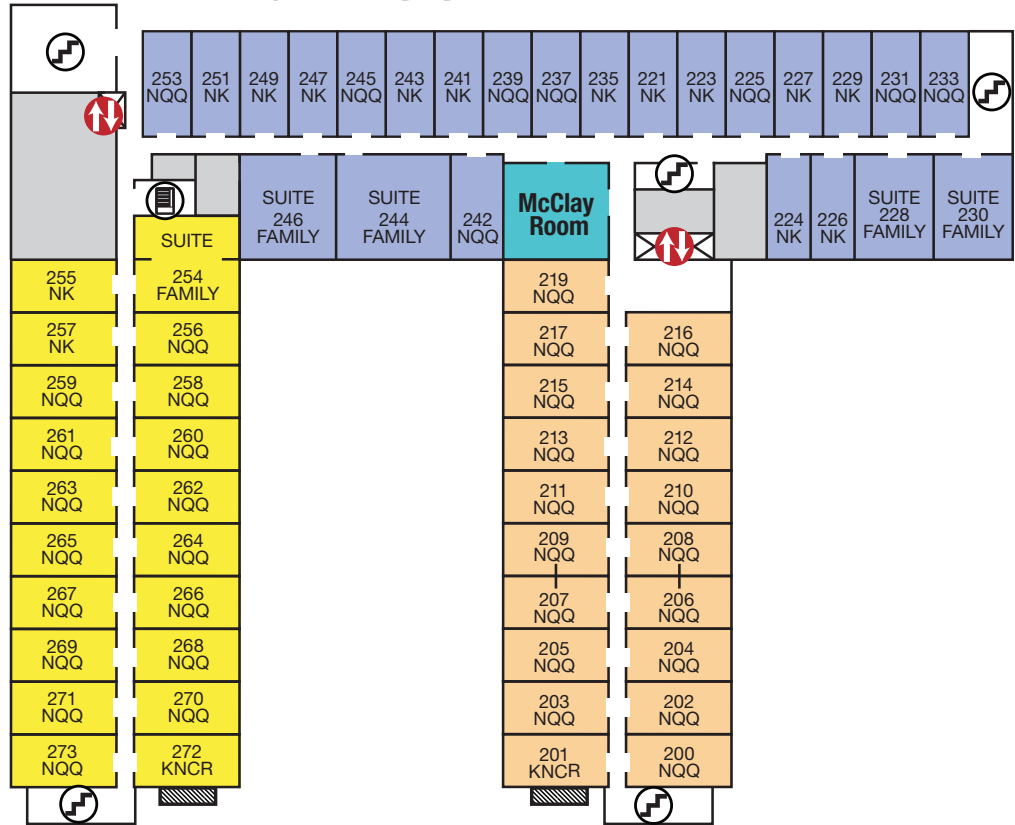 253
NQQ
251
NK
249
NK
247
NK
245
NQQ
243
NK
241
NK
239
NQQ
237
NQQ
235
NK
221
NK
223
NK
225
NQQ
227
NK
229
NK
231
NQQ
233
NQQ
SUITE
246
FAMILY
SUITE
244
FAMILY
242
NQQ
McClay
Room
224
NK
226
NK
SUITE
228
FAMILY
SUITE
230
FAMILY
SUITE
254
FAMILY
255
NK
257
NK
256
NQQ
259
NQQ
258
NQQ
261
NQQ
260
NQQ
263
NQQ
262
NQQ
265
NQQ
264
NQQ
267
NQQ
266
NQQ
269
NQQ
268
NQQ
271
NQQ
270
NQQ
273
NQQ
272
KNCR
219
NQQ
217
NQQ
216
NQQ
215
NQQ
214
NQQ
213
NQQ
212
NQQ
211
NQQ
210
NQQ
209
NQQ
208
NQQ
207
NQQ
206
NQQ
205
NQQ
204
NQQ
203
NQQ
202
NQQ
201
KNCR
200
NQQ